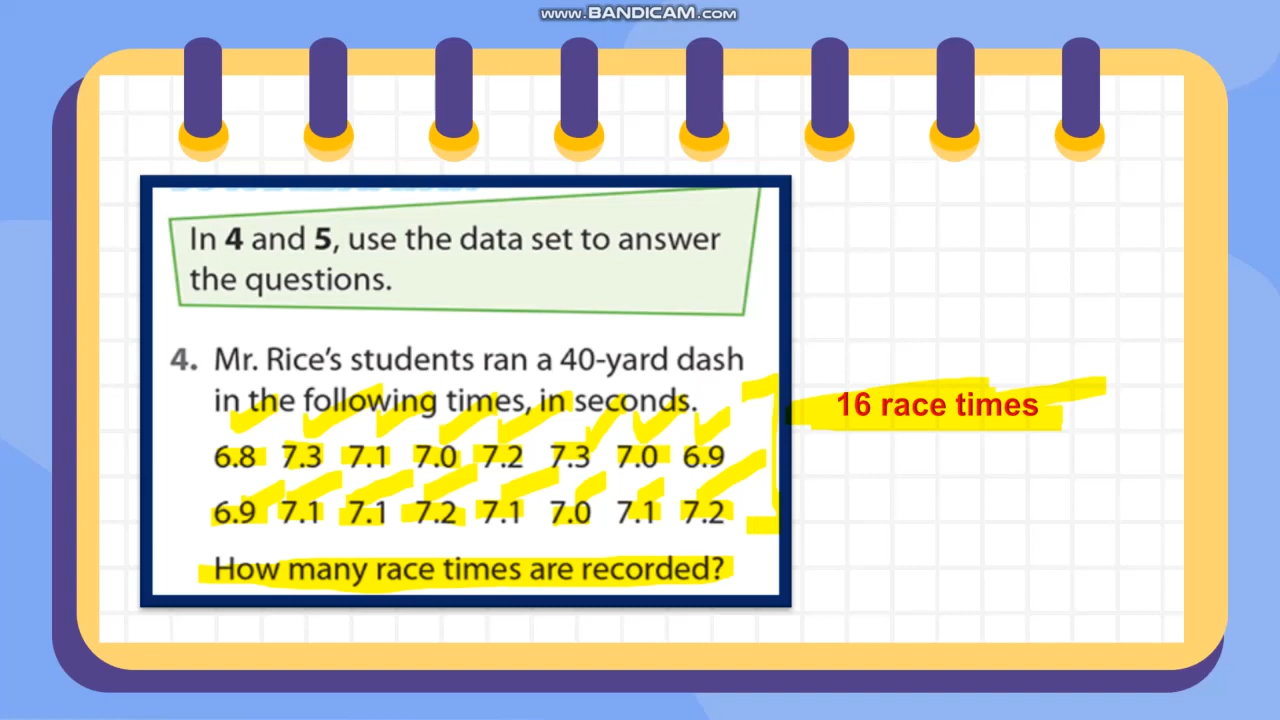 www.BANDICAM.com
In 4 and 5, use the data set to answer
the questions.
4. Mr. Rice's students ran a 40-yard dash
in the following times, in seconds.
6.8 7.3 7.1 7.0 7.2 7.3 7.0 6.9
6.9 7.1 7.1 7.2 7.1 7.0 7.1 7.2
How many race times are recorded?
16 race times